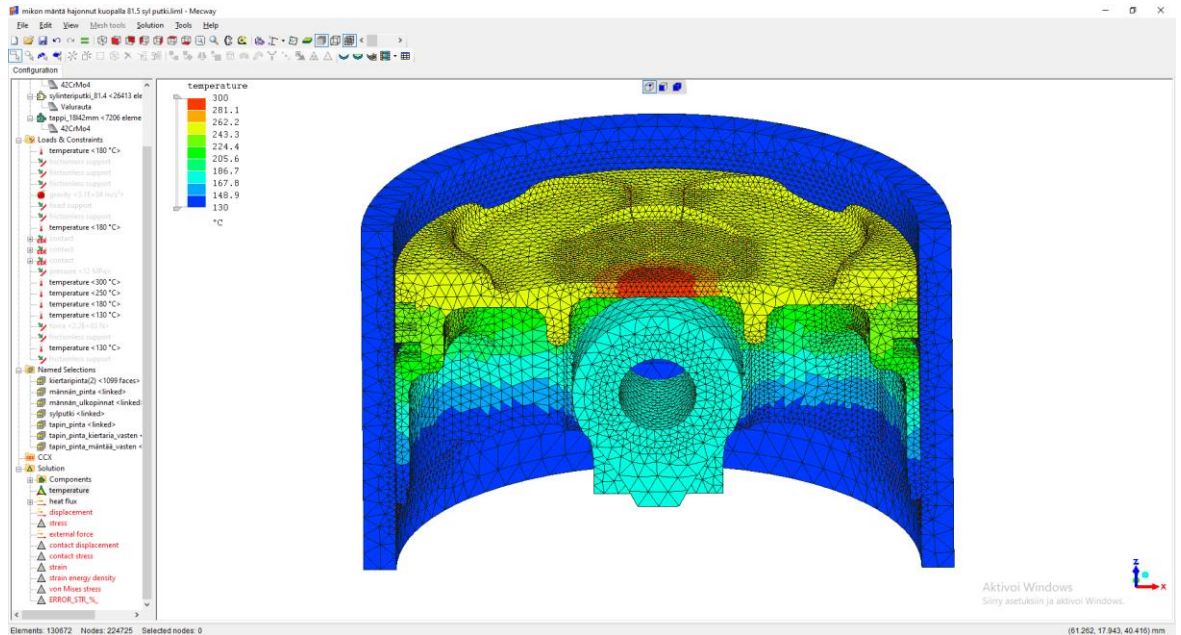 mikon mäntä hajonnut kuopalla 81.5 syl putki.liml - Mecway
File Edit View Mesh tools Solution Tools Help
Configuration
42CrMo4
sylinteriputki_81.4 <26413 ele
Valurauta
tappi_18l42mm <7206 eleme
42CrMo4
Loads & Constraints
temperature <180 °C>
frictionless support
frictionless support
frictionless support
gravity
fixed support
frictionless support
temperature <180 °C>
contact
contact
contact
pressure <12 MPa>
temperature <300 °C>
temperature <250 °C>
temperature <180 °C>
temperature <130 °C>
frictionless support
temperature <130 °C>
frictionless support
Named Selections
kiertaripinta(2) <1099 faces>
männän_pinta <linked>
männän_ulkopinnat <linked
sylputki <linked>
tapin_pinta <linked>
tapin_pinta_kiertaria_vasten <
tapin_pinta_mäntää_vasten <
CCX
Solution
Components
temperature
heat flux
displacement
stress
external force
contact displacement
contact stress
strain
strain energy density
von Mises stress
ERROR_STR_%_
temperature
300
281.1
262.2
243.3
224.4
205.6
186.7
167.8
148.9
130
°C
Z
X
Aktivoi Windows
Siirry asetuksiin ja aktivoi Windows.
Elements: 130672 Nodes: 224725 Selected nodes: 0
(61.262, 17.943, 40.416) mm